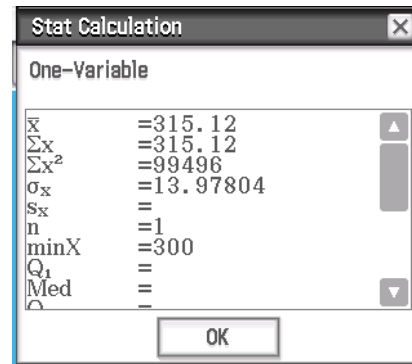 Stat Calculation
One-Variable
x̄ =315.12
Σx =315.12
Σx² =99496
σx =13.97804
sx =
n =1
minX =300
Q₁ =
Med =
OK